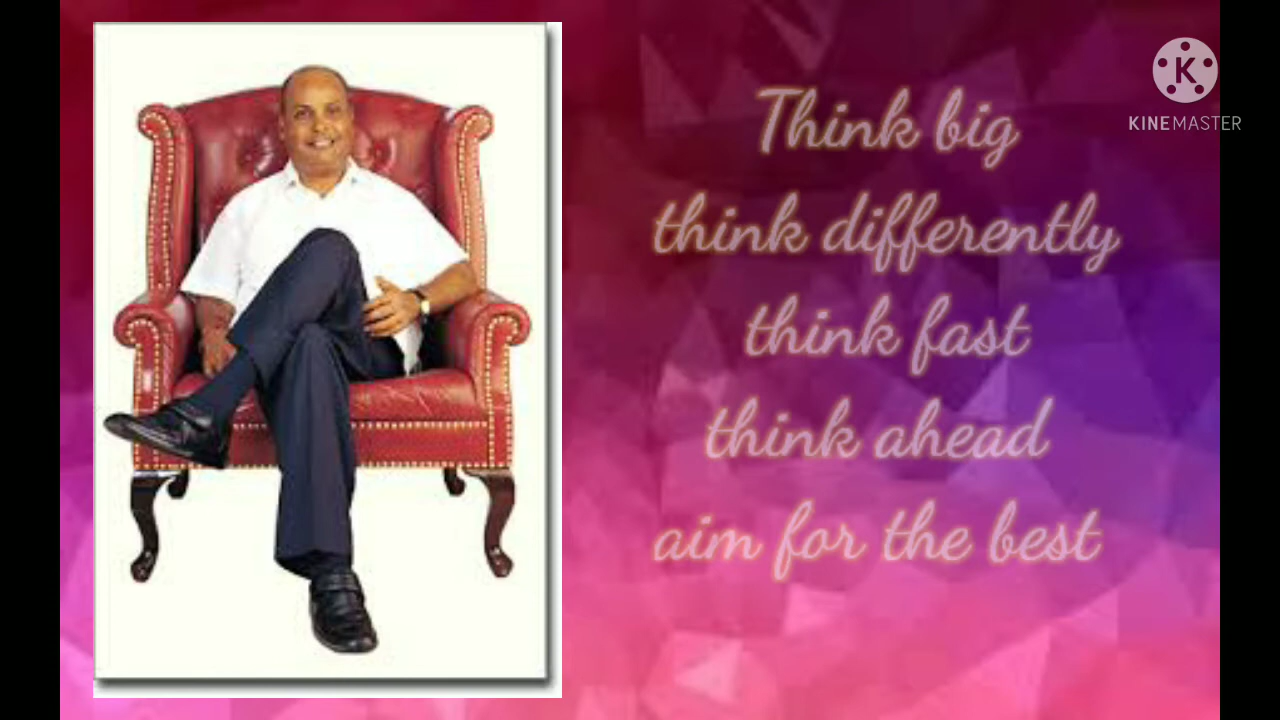 Think big
think differently
think fast
think ahead
aim for the best
K
KINEMASTER